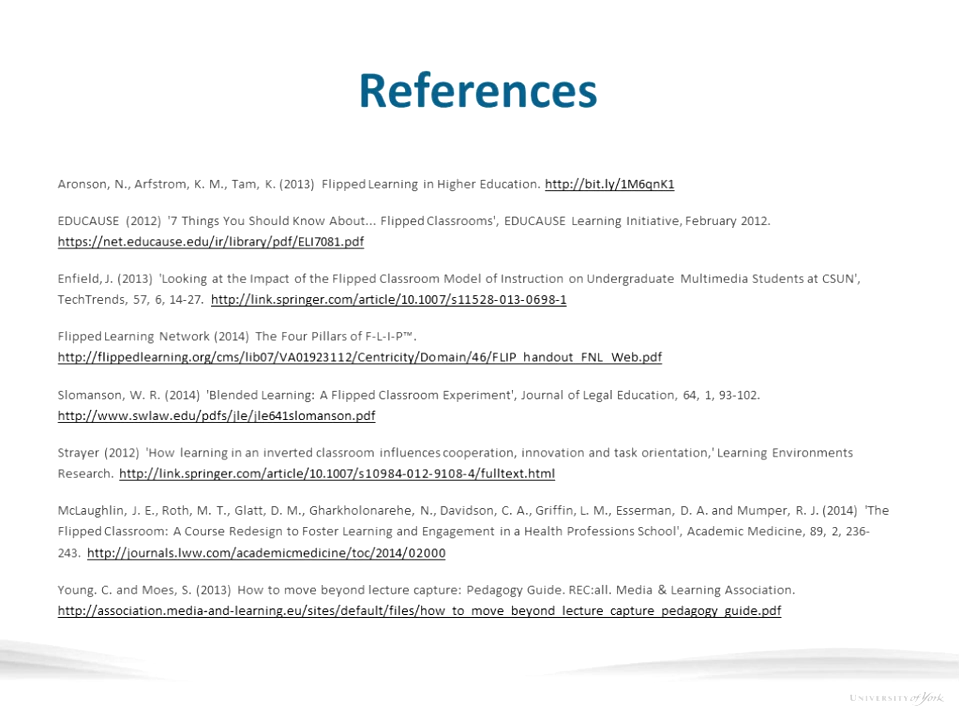 References
Aronson, N., Arfstrom, K. M., Tam, K. (2013) Flipped Learning in Higher Education. http://bit.ly/1M6qnK1
EDUCAUSE (2012) '7 Things You Should Know About... Flipped Classrooms', EDUCAUSE Learning Initiative, February 2012.
https://net.educause.edu/ir/library/pdf/ELI7081.pdf
Enfield, J. (2013) 'Looking at the Impact of the Flipped Classroom Model of Instruction on Undergraduate Multimedia Students at CSUN',
TechTrends, 57, 6, 14-27. http://link.springer.com/article/10.1007/s11528-013-0698-1
Flipped Learning Network (2014) The Four Pillars of F-L-I-P™.
http://flippedlearning.org/cms/lib07/VA01923112/Centricity/Domain/46/FLIP_handout_FNL_Web.pdf
Slomanson, W. R. (2014) 'Blended Learning: A Flipped Classroom Experiment', Journal of Legal Education, 64, 1, 93-102.
http://www.swlaw.edu/pdfs/jle/jle641slomanson.pdf
Strayer (2012) 'How learning in an inverted classroom influences cooperation, innovation and task orientation,' Learning Environments
Research. http://link.springer.com/article/10.1007/s10984-012-9108-4/fulltext.html
McLaughlin, J. E., Roth, M. T., Glatt, D. M., Gharkholonarehe, N., Davidson, C. A., Griffin, L. M., Esserman, D. A. and Mumper, R. J. (2014) 'The
Flipped Classroom: A Course Redesign to Foster Learning and Engagement in a Health Professions School', Academic Medicine, 89, 2, 236-
243. http://journals.lww.com/academicmedicine/toc/2014/02000
Young. C. and Moes, S. (2013) How to move beyond lecture capture: Pedagogy Guide. REC:all. Media & Learning Association.
http://association.media-and-learning.eu/sites/default/files/how_to_move_beyond_lecture_capture_pedagogy_guide.pdf
UNIVERSITY of York